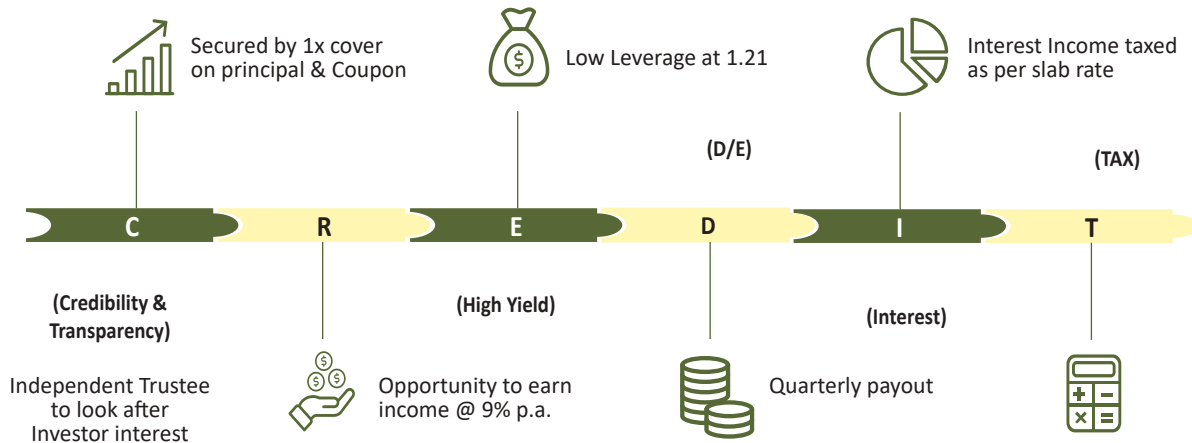 Secured by 1x cover
on principal & Coupon
Low Leverage at 1.21
Interest Income taxed
as per slab rate
(D/E)
(TAX)
C
R
E
D
I
T
(Credibility &
Transparency)
(High Yield)
(Interest)
Independent Trustee
to look after
Investor interest
Opportunity to earn
income @ 9% p.a.
Quarterly payout